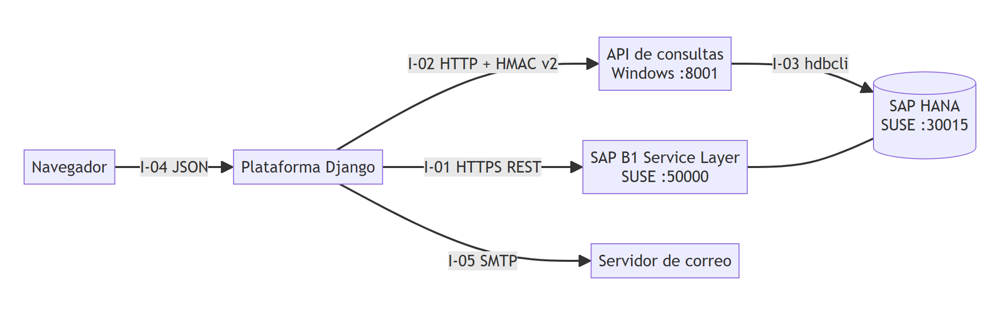 Navegador
I-04 JSON
Plataforma Django
I-02 HTTP + HMAC v2
API de consultas
Windows :8001
I-03 hdbcli
SAP HANA
SUSE :30015
I-01 HTTPS REST
SAP B1 Service Layer
SUSE :50000
I-05 SMTP
Servidor de correo